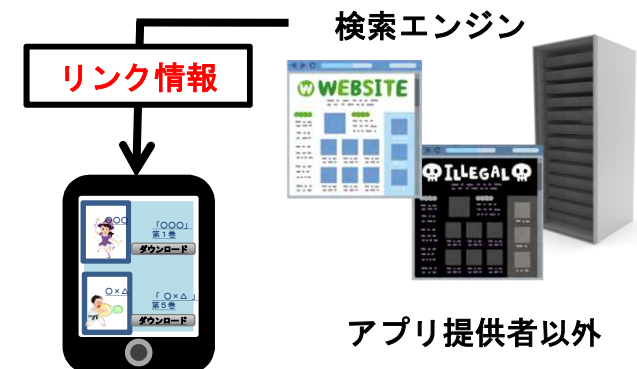 検索エンジン
リンク情報
WEBSITE
ILLEGAL
○○○
「○○○」
第1巻
ダウンロード
○×△
「○×△」
第5巻
ダウンロード
アプリ提供者以外